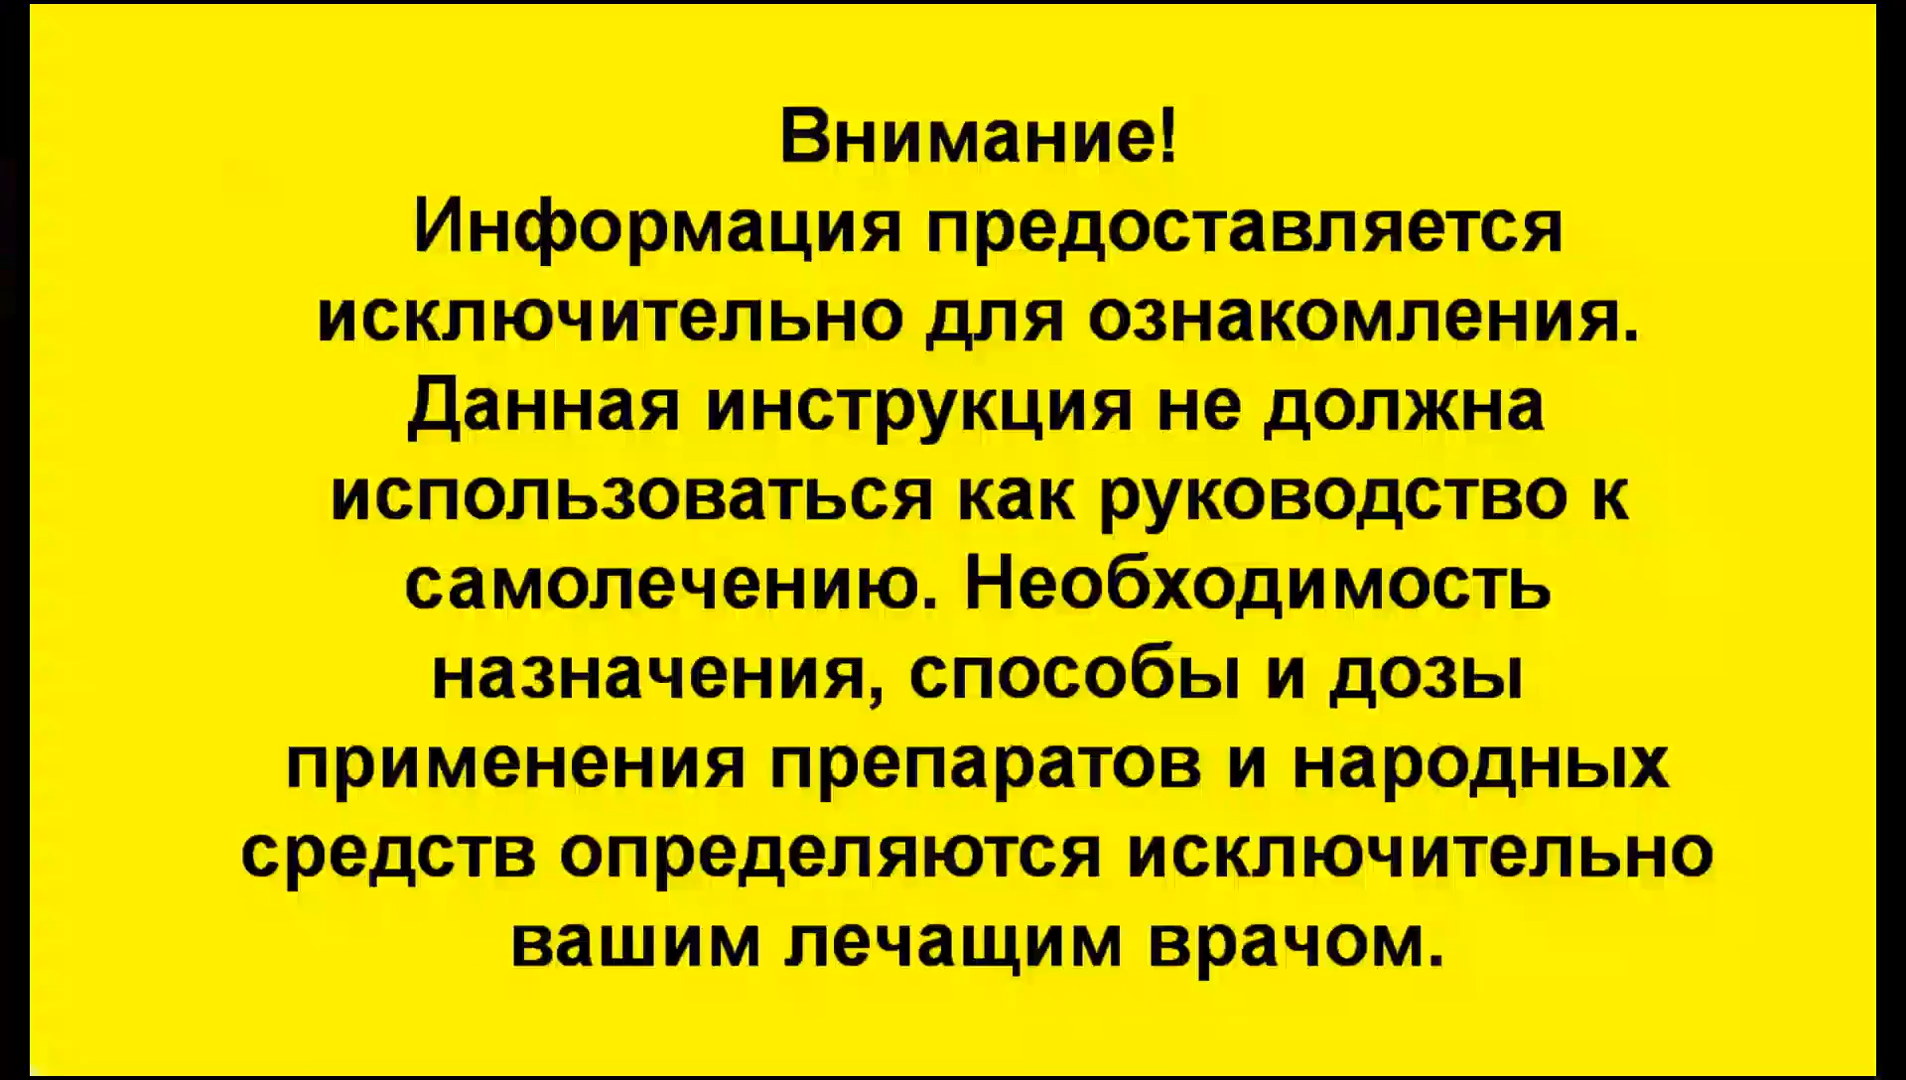 Внимание!
Информация предоставляется
исключительно для ознакомления.
Данная инструкция не должна
использоваться как руководство к
самолечению. Необходимость
назначения, способы и дозы
применения препаратов и народных
средств определяются исключительно
вашим лечащим врачом.